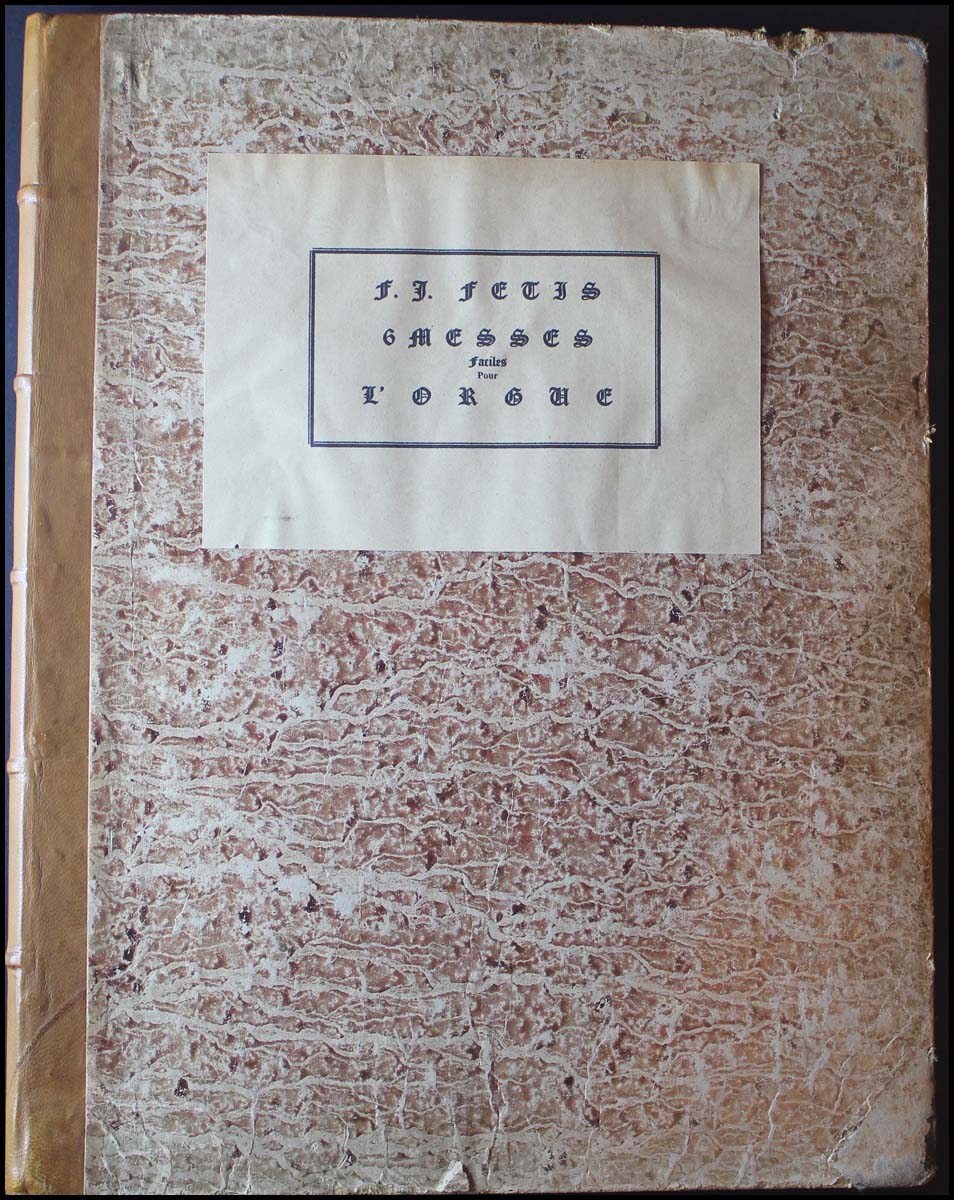 F. J. FETIS
6 MESSES
Faciles
Pour
L' ORGUE